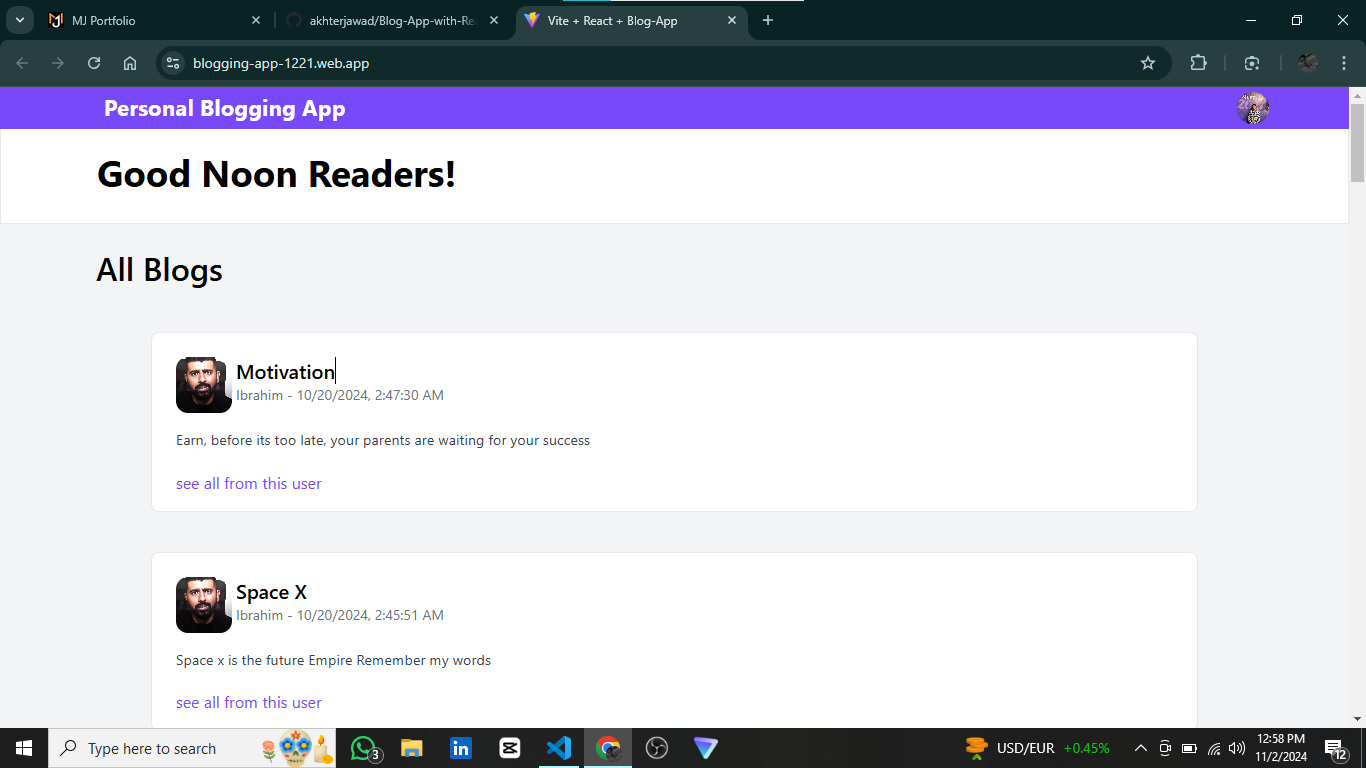 MJ Portfolio
akhterjawad/Blog-App-with-Re
Vite + React + Blog-App
blogging-app-1221.web.app
Personal Blogging App
Good Noon Readers!
All Blogs
Motivation
Ibrahim - 10/20/2024, 2:47:30 AM
Earn, before its too late, your parents are waiting for your success
see all from this user
Space X
Ibrahim - 10/20/2024, 2:45:51 AM
Space x is the future Empire Remember my words
see all from this user
Type here to search
3
USD/EUR +0.45%
12:58 PM
11/2/2024
12